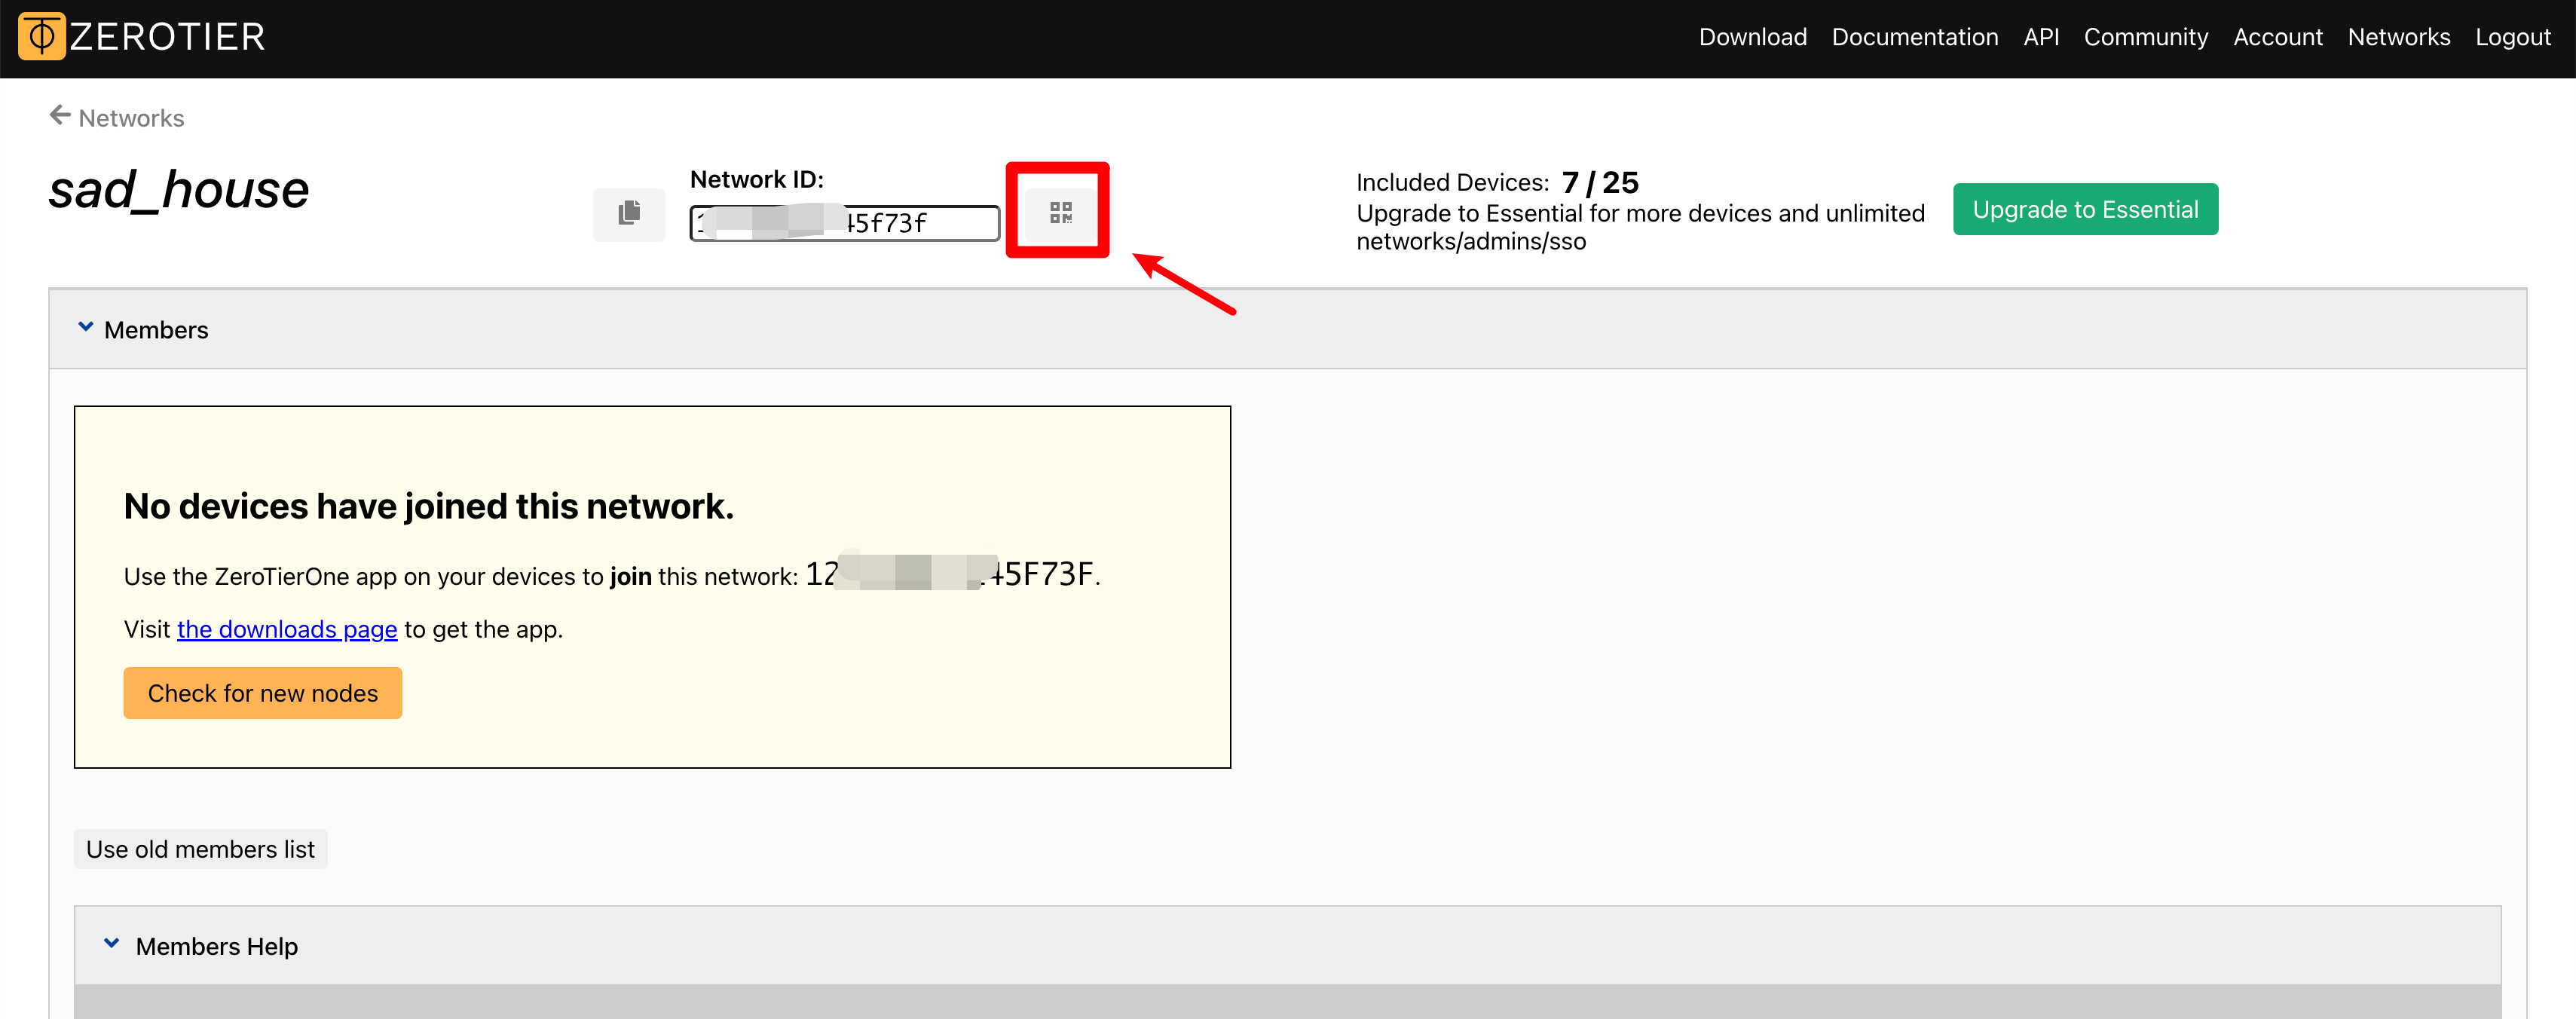 ZEROTIER
Download Documentation API Community Account Networks Logout
Networks
sad_house
Network ID:
45f73f
Included Devices: 7 / 25
Upgrade to Essential for more devices and unlimited
networks/admins/sso
Upgrade to Essential
Members
No devices have joined this network.
Use the ZeroTierOne app on your devices to join this network: 12 45F73F.
Visit the downloads page to get the app.
Check for new nodes
Use old members list
Members Help